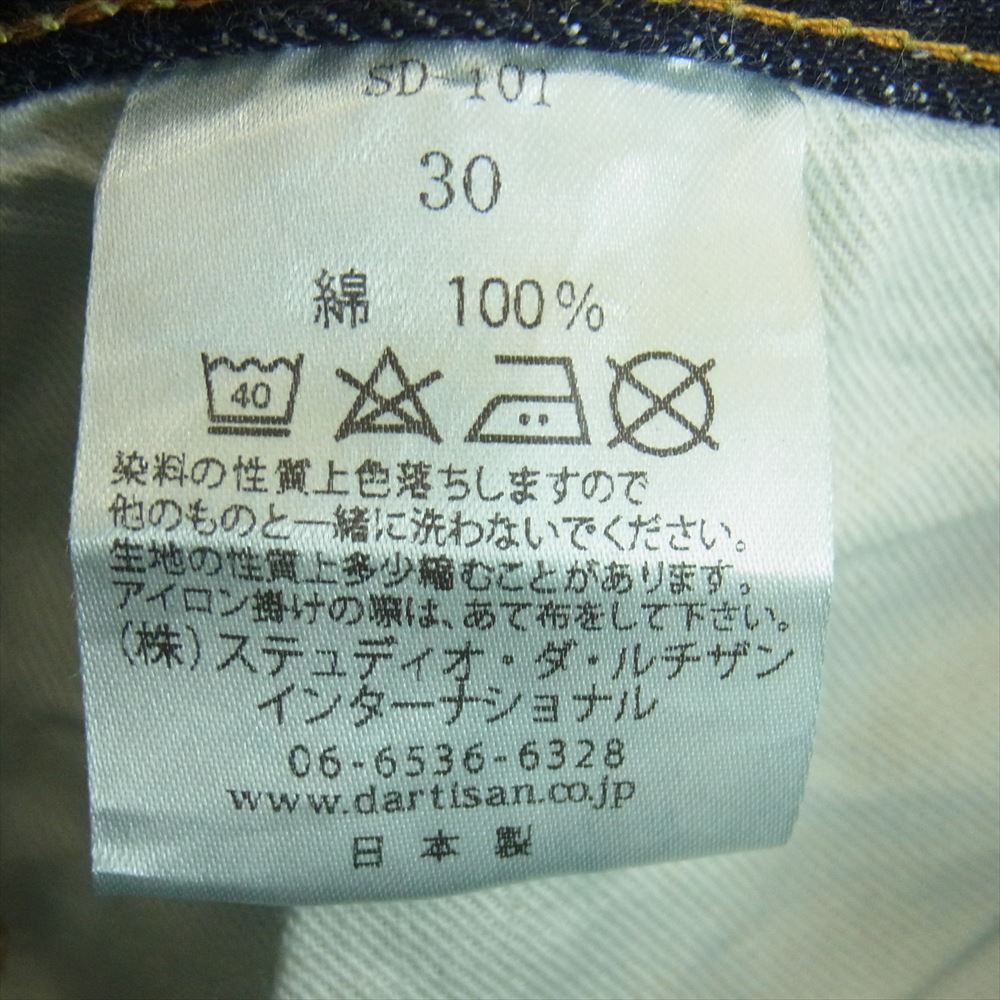 SD-101
30
綿 100%
40
染料の性質上色落ちしますので
他のものと一緒に洗わないでください。
生地の性質上多少縮むことがあります。
アイロン掛けの際は、あて布をして下さい。
(株)ステュディオ・ダ・ルチザン
インターナショナル
06-6536-6328
www.dartisan.co.jp
日本製